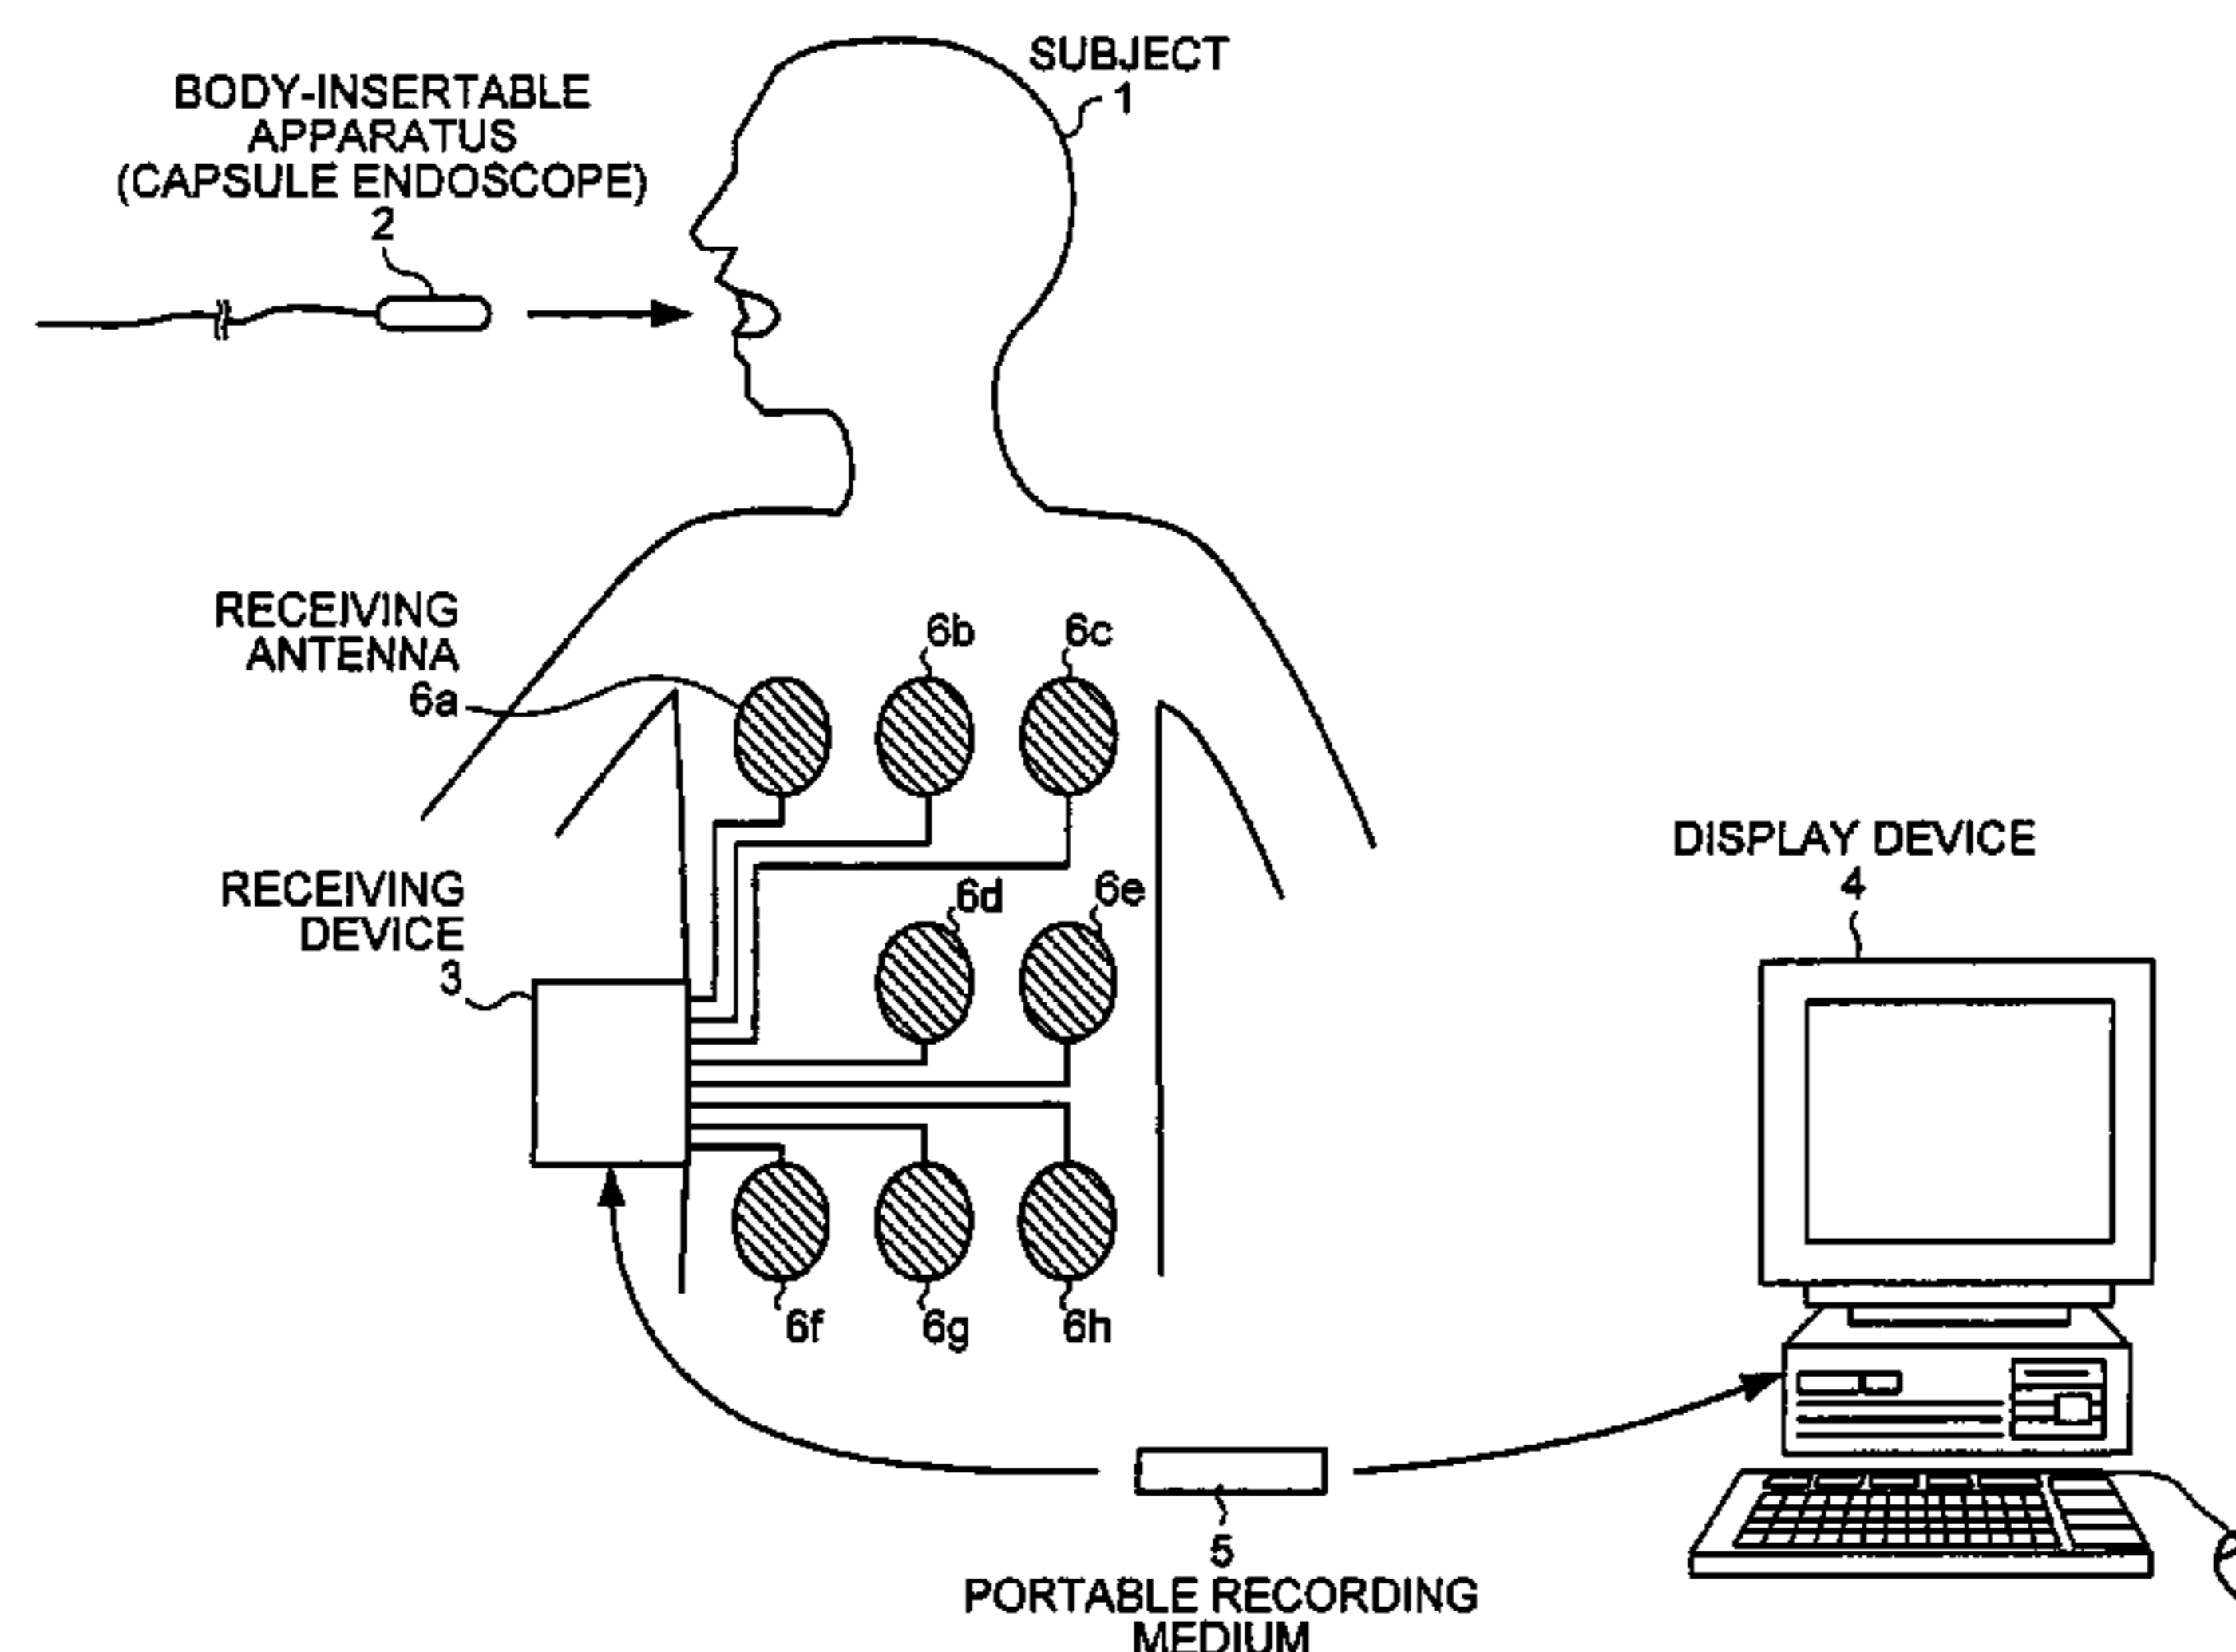 SUBJECT
1
BODY-INSERTABLE
APPARATUS
(CAPSULE ENDOSCOPE)
2
RECEIVING
ANTENNA
6a
6b
6c
RECEIVING
DEVICE
3
6d
6e
DISPLAY DEVICE
4
6f
6g
6h
5
PORTABLE RECORDING
MEDIUM